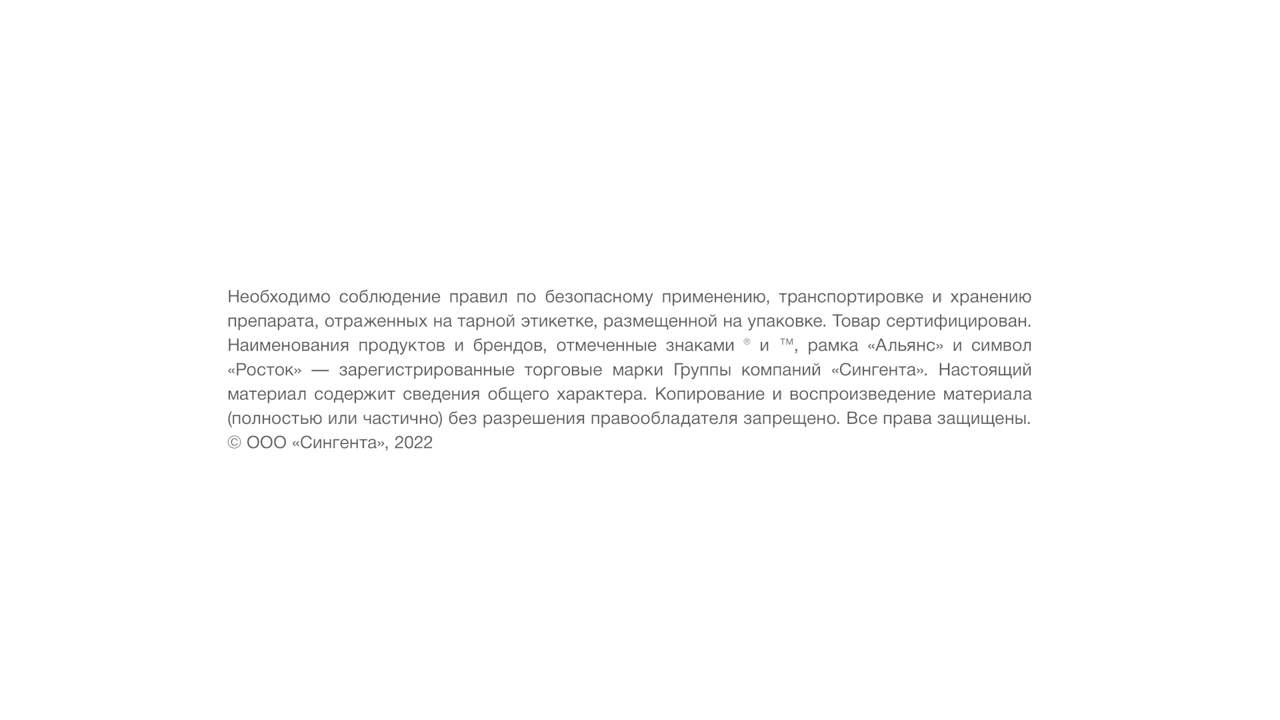 Необходимо соблюдение правил по безопасному применению, транспортировке и хранению
препарата, отраженных на тарной этикетке, размещенной на упаковке. Товар сертифицирован.
Наименования продуктов и брендов, отмеченные знаками ® и ™, рамка «Альянс» и символ
«Росток» — зарегистрированные торговые марки Группы компаний «Сингента». Настоящий
материал содержит сведения общего характера. Копирование и воспроизведение материала
(полностью или частично) без разрешения правообладателя запрещено. Все права защищены.
© ООО «Сингента», 2022